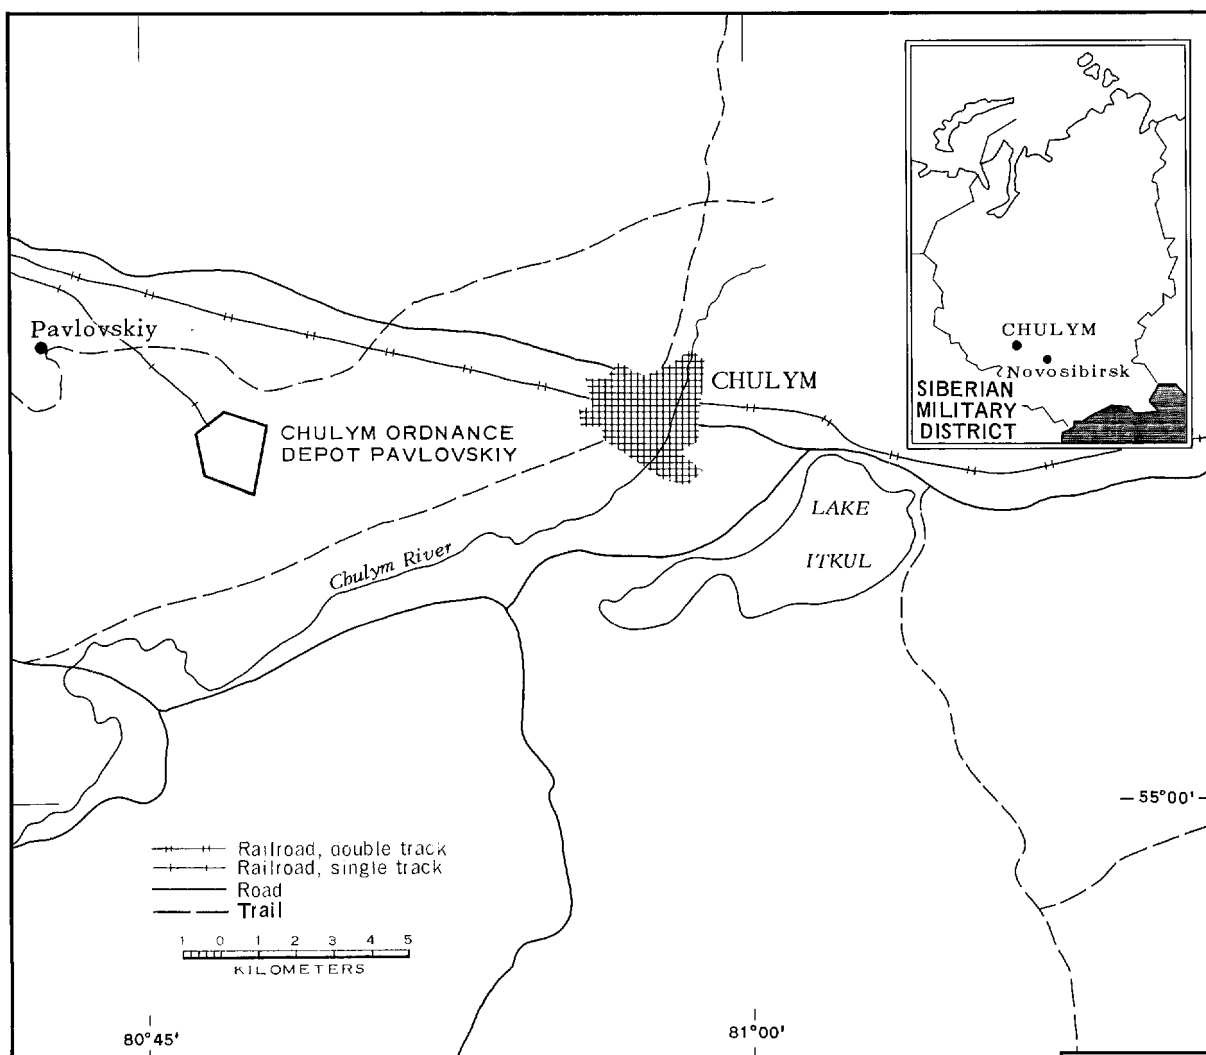 Pavlovskiy
CHULYM
CHULYM ORDNANCE
DEPOT PAVLOVSKIY
CHULYM
Novosibirsk
SIBERIAN
MILITARY
DISTRICT
LAKE
ITKUL
Chulym River
55°00'
Railroad, double track
Railroad, single track
Road
Trail
1 0 1 2 3 4 5
KILOMETERS
80°45'
81°00'